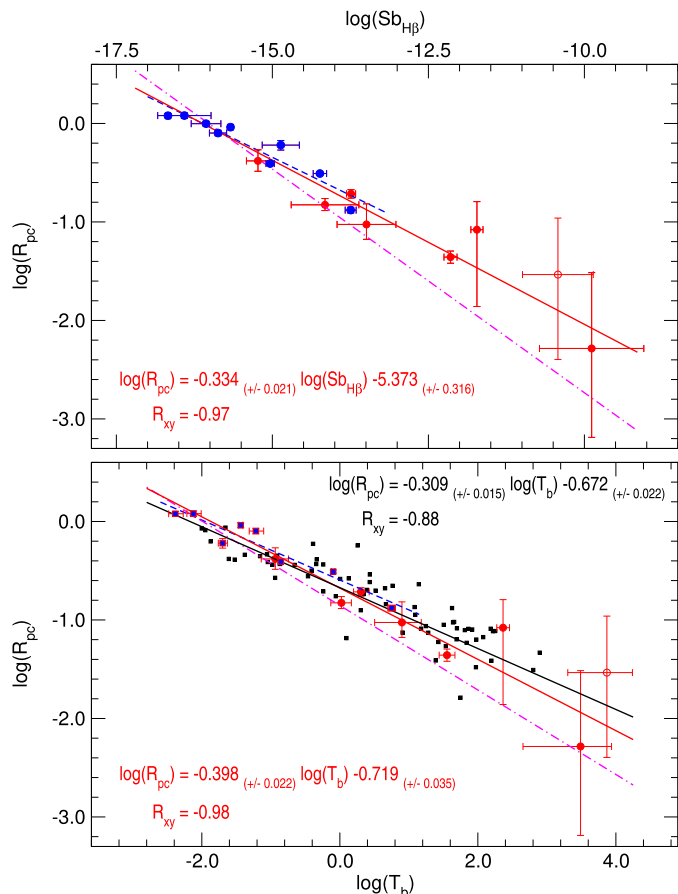 log(Sb_Hβ)
-17.5 -15.0 -12.5 -10.0
0.0
-1.0
-2.0
-3.0
log(R_pc)
log(R_pc) = -0.334 (+/- 0.021) log(Sb_Hβ) -5.373 (+/- 0.316)
R_xy = -0.97
log(R_pc) = -0.309 (+/- 0.015) log(T_b) -0.672 (+/- 0.022)
R_xy = -0.88
0.0
-1.0
-2.0
-3.0
log(R_pc)
log(R_pc) = -0.398 (+/- 0.022) log(T_b) -0.719 (+/- 0.035)
R_xy = -0.98
-2.0 0.0 2.0 4.0
log(T_b)